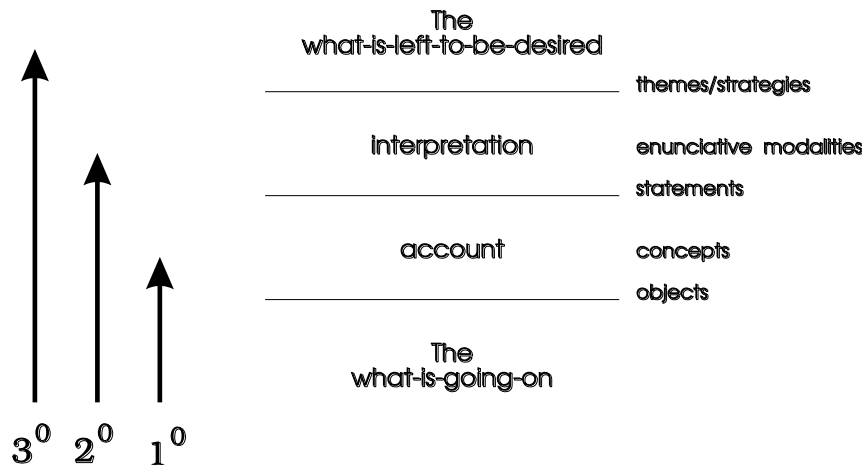 The
what-is-left-to-be-desired
themes/strategies
interpretation
enunciative modalities
statements
account
concepts
objects
The
what-is-going-on
3⁰ 2⁰ 1⁰